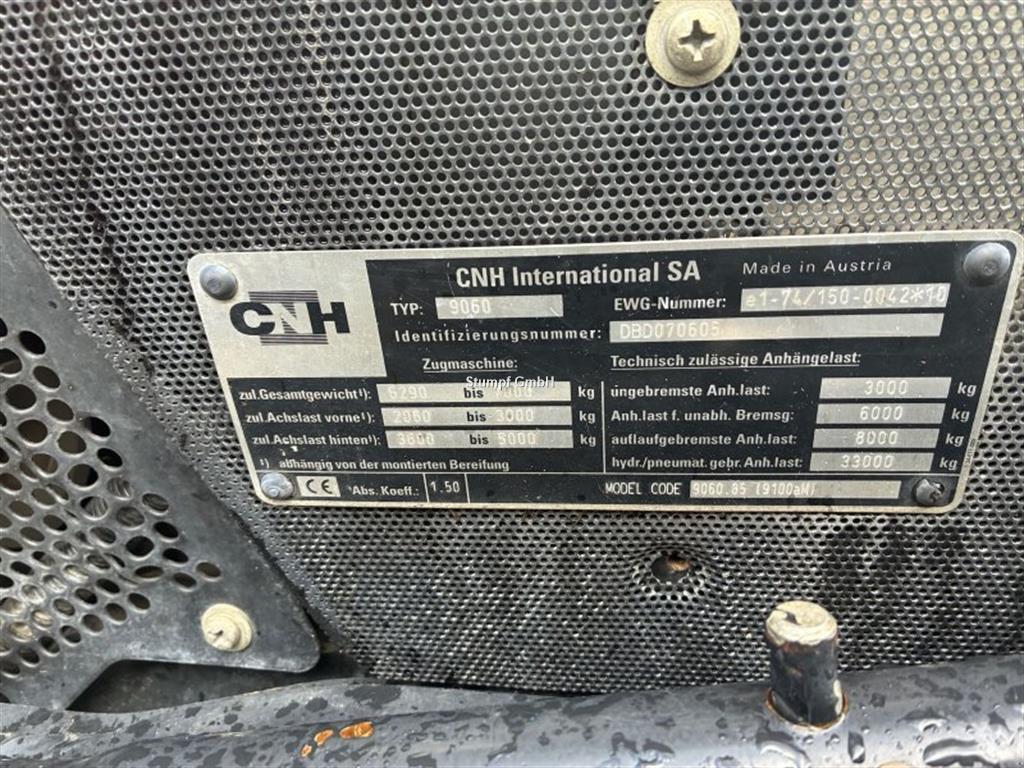 CNH
CNH International SA
Made in Austria
TYP: 9060
EWG-Nummer: e1-74/150-0042*10
Identifizierungsnummer: DBD070605
Zugmaschine:
zul.Gesamtgewicht¹): 6290 bis kg
zul.Achslast vorne¹): 2060 bis 3000 kg
zul.Achslast hinten¹): 3600 bis 5000 kg
¹) abhängig von der montierten Bereifung
Technisch zulässige Anhängelast:
ungebremste Anh.last: 3000 kg
Anh.last f. unabh. Bremsg: 6000 kg
auflaufgebremste Anh.last: 8000 kg
hydr./pneumat.gebr. Anh.last: 33000 kg
CE
"Abs. Koeff.: 1.50
MODEL CODE 9060.85 (9100aM)
Stumpf GmbH